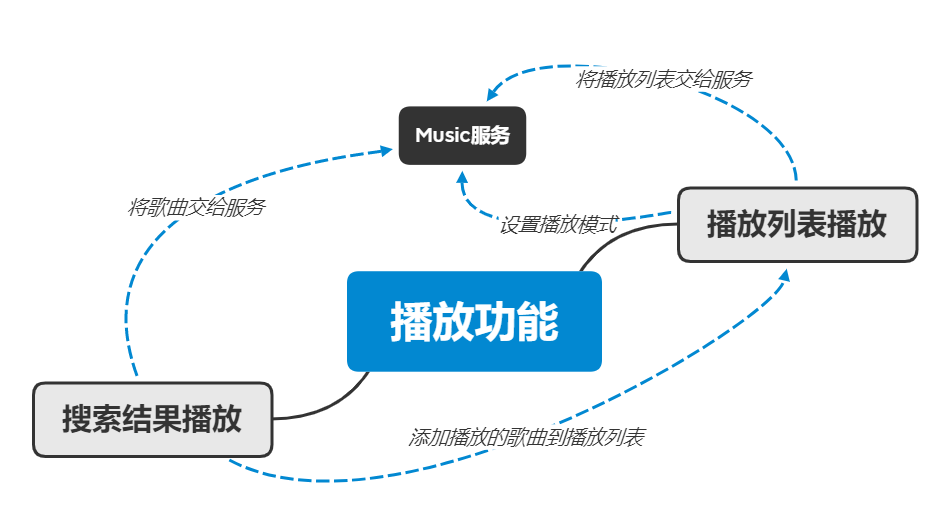 将播放列表交给服务
Music服务
将歌曲交给服务
设置播放模式
播放列表播放
播放功能
搜索结果播放
添加播放的歌曲到播放列表